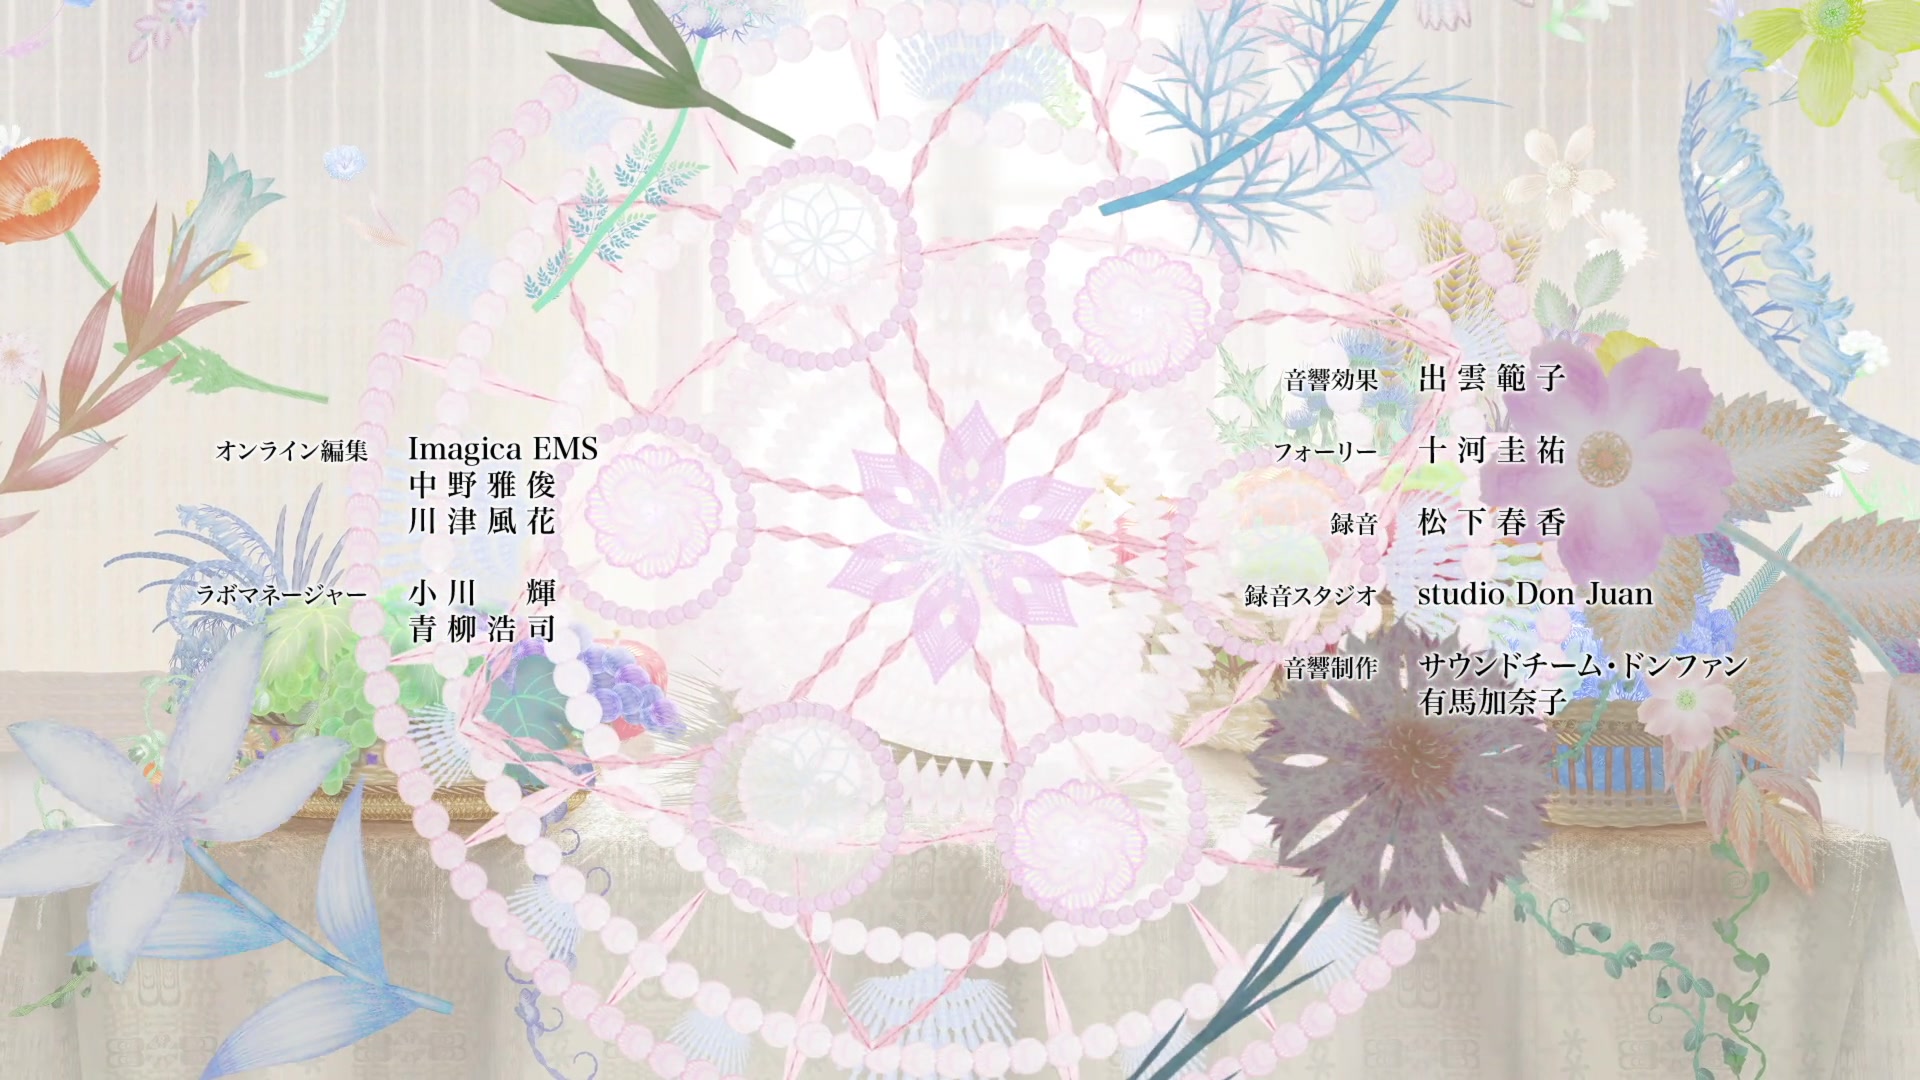 オンライン編集 Imagica EMS
中野雅俊
川津風花
ラボマネージャー 小川 輝
青柳浩司
音響効果 出雲範子
フォーリー 十河圭祐
録音 松下春香
録音スタジオ studio Don Juan
音響制作 サウンドチーム・ドンファン
有馬加奈子